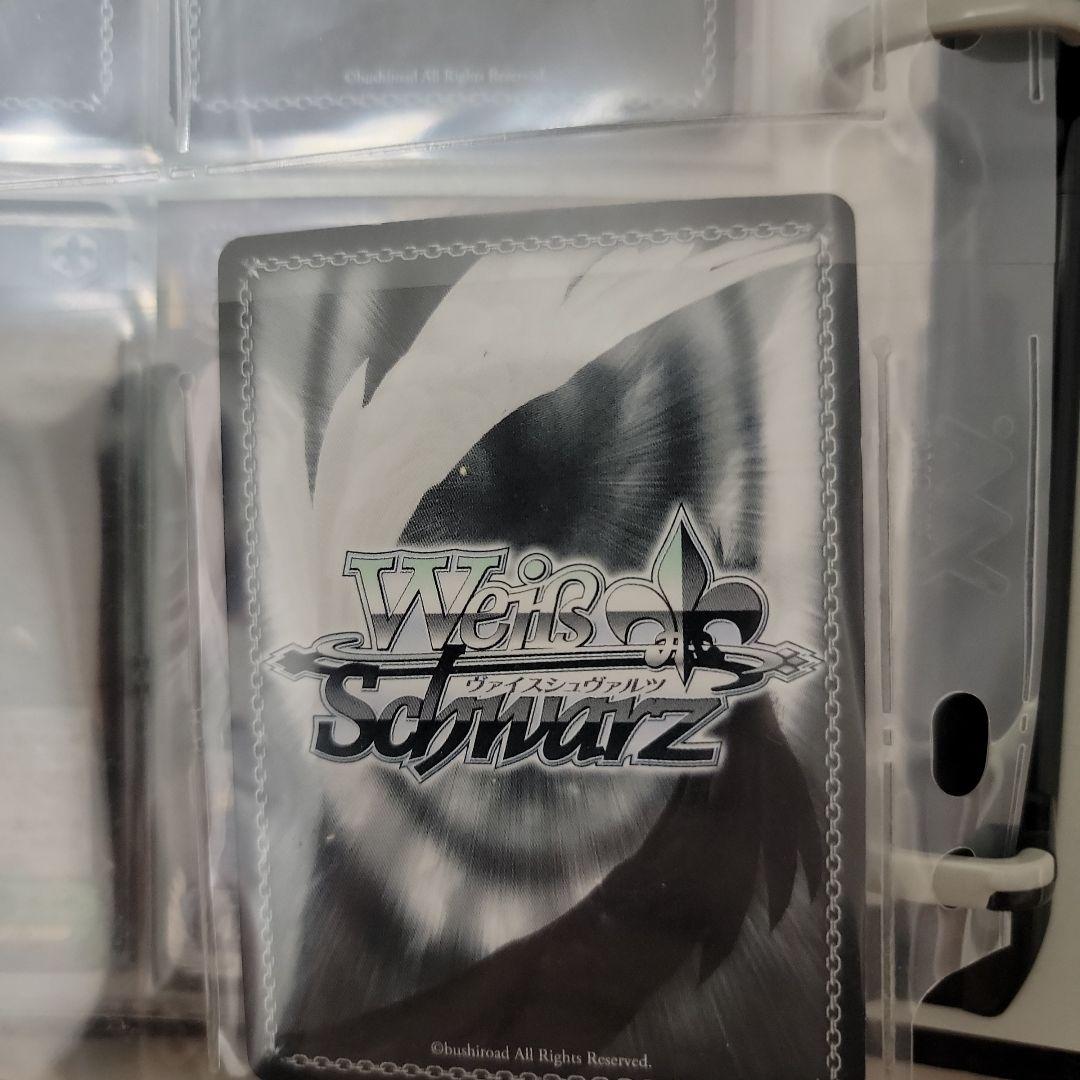 ©bushiroad All Rights Reserved.
Weiß
ヴァイスシュヴァルツ
Schwarz
©bushiroad All Rights Reserved.